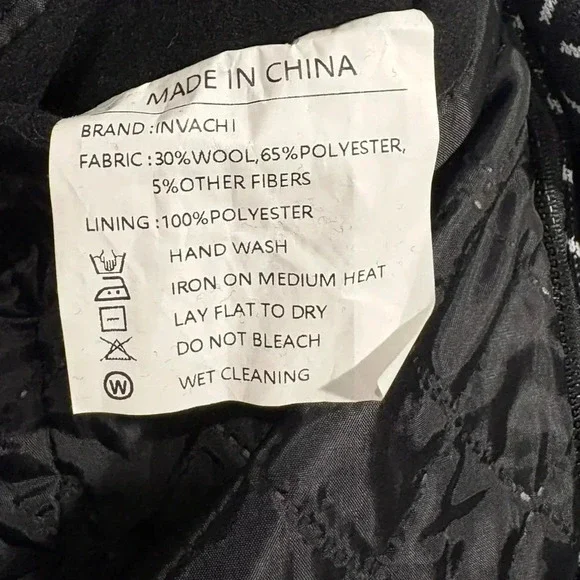 MADE IN CHINA
BRAND :INVACHI
FABRIC :30%WOOL,65%POLYESTER,
5%OTHER FIBERS
LINING :100%POLYESTER
HAND WASH
IRON ON MEDIUM HEAT
LAY FLAT TO DRY
DO NOT BLEACH
W WET CLEANING